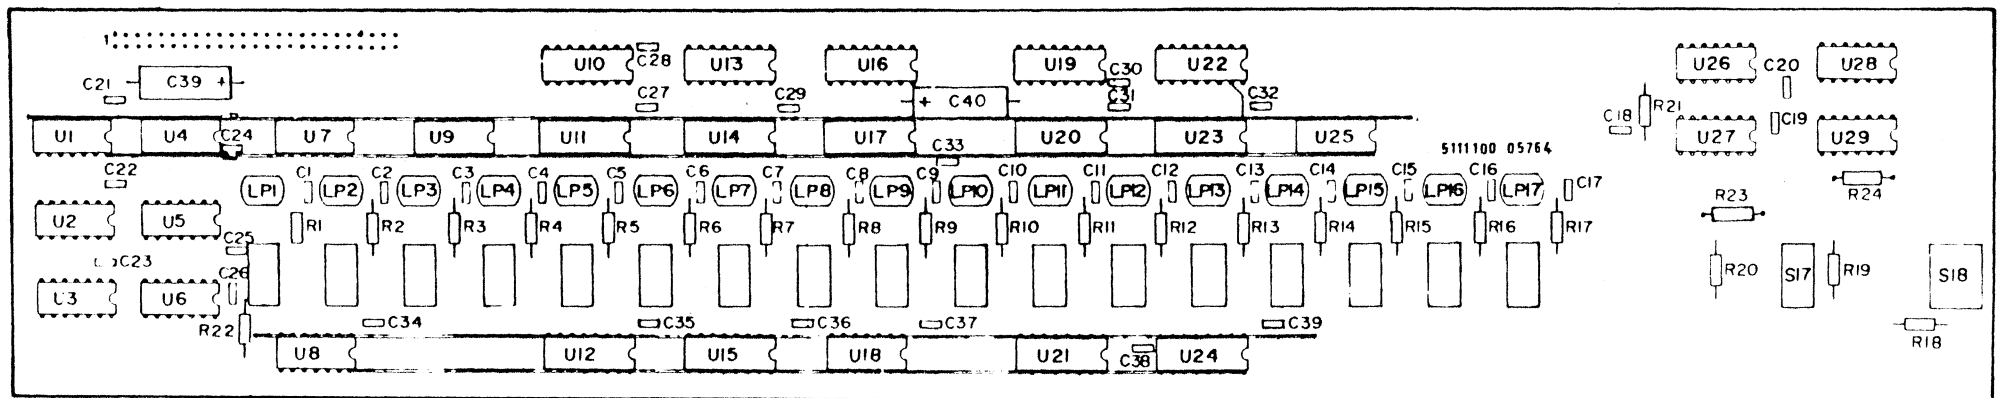 1
U10 C28 U13 U16 U19 U22 U26 C20 U28
C21 C39 + C30
C27 C29 + C40 C31 C32 R21
C18 C19
U1 U4 C24 U7 U9 U11 U14 U17 U20 U23 U25 U27 U29
C33 5111100 05764
C22 C1 C2 C3 C4 C5 C6 C7 C8 C9 C10 C11 C12 C13 C14 C15 C16 C17
LP1 LP2 LP3 LP4 LP5 LP6 LP7 LP8 LP9 LP10 LP11 LP12 LP13 LP14 LP15 LP16 LP17
R23 R24
U2 U5 R1 R2 R3 R4 R5 R6 R7 R8 R9 R10 R11 R12 R13 R14 R15 R16 R17
C25
C23 C26 R20 S17 R19 S18
U3 U6
R22 C34 C35 C36 C37 C39
R18
U8 U12 U15 U18 U21 C38 U24